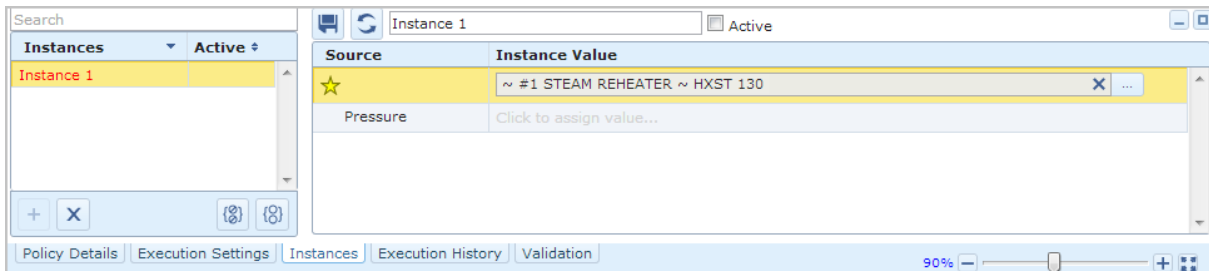 Search
Instances Active
Instance 1
Instance 1 Active
Source Instance Value
~ #1 STEAM REHEATER ~ HXST 130 ...
Pressure Click to assign value...
Policy Details Execution Settings Instances Execution History Validation
90%